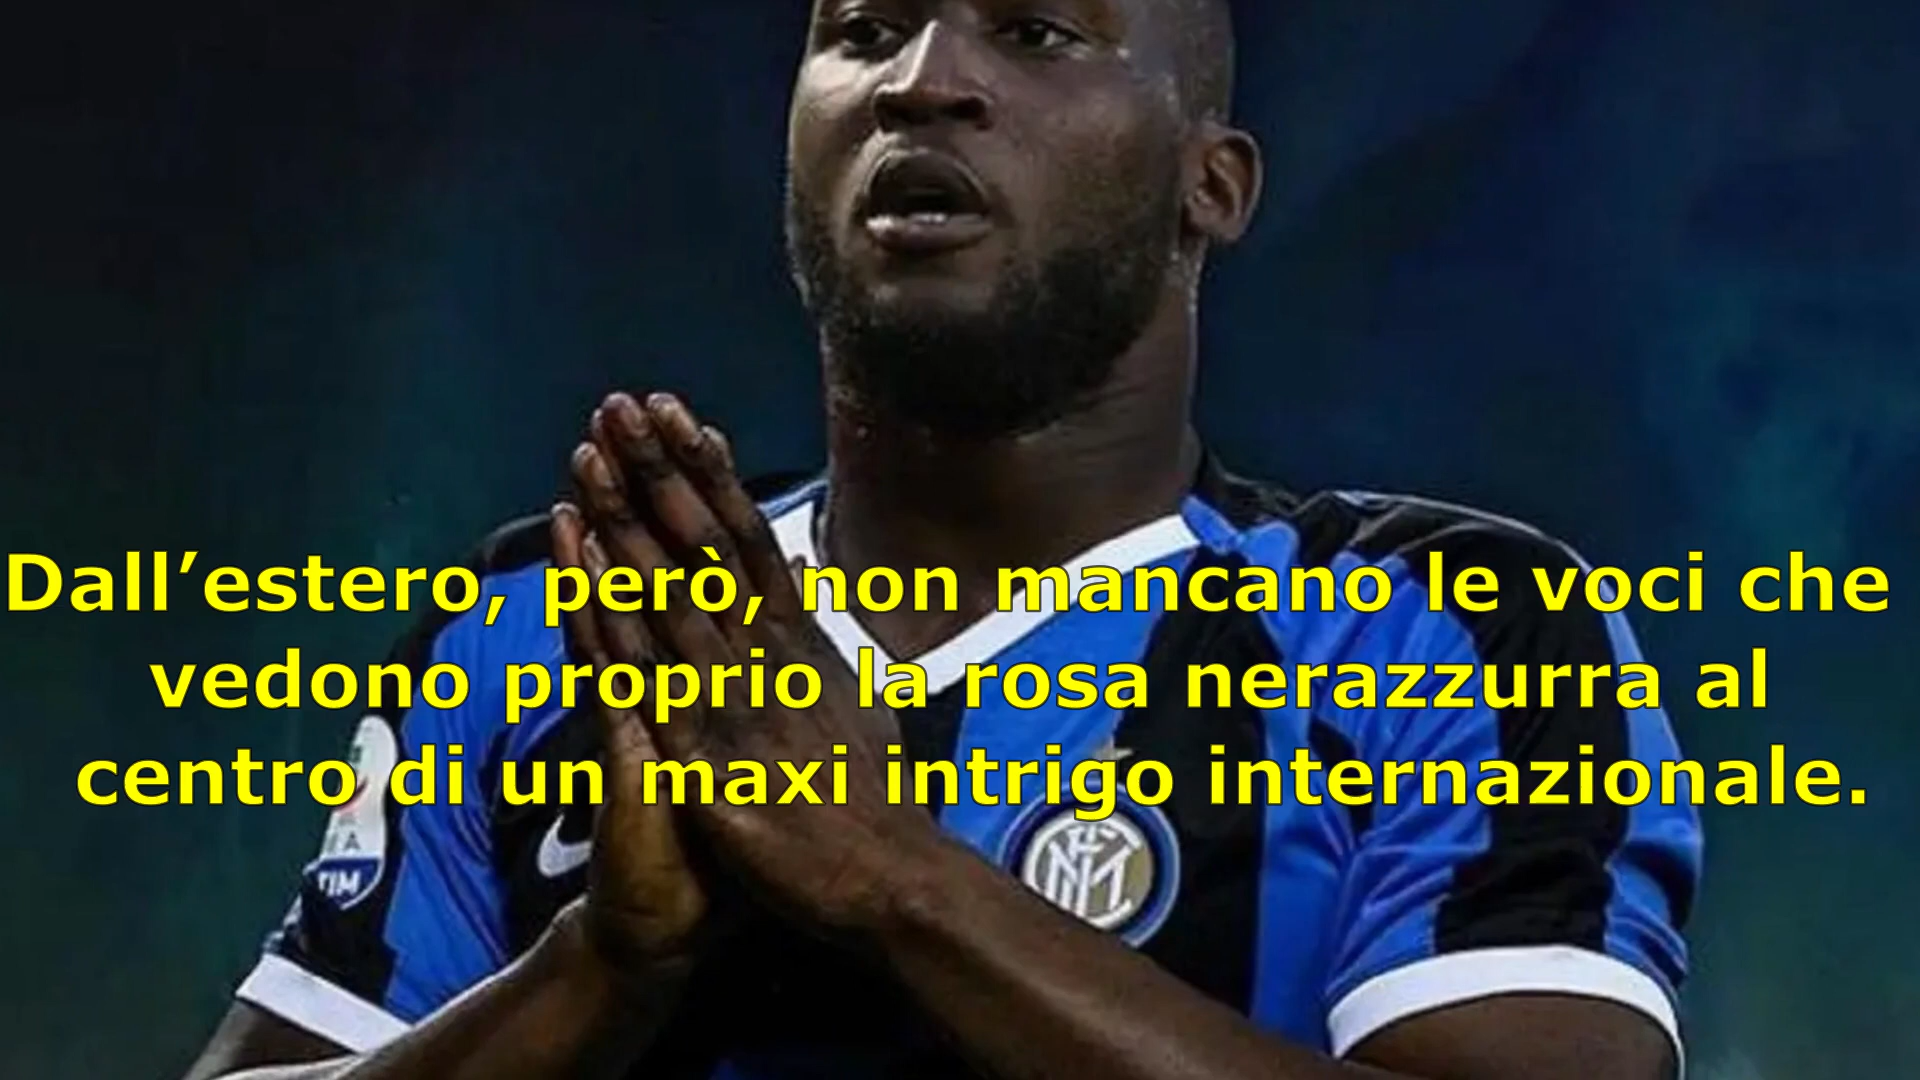 Dall’estero, però, non mancano le voci che
vedono proprio la rosa nerazzurra al
centro di un maxi intrigo internazionale.
TIM